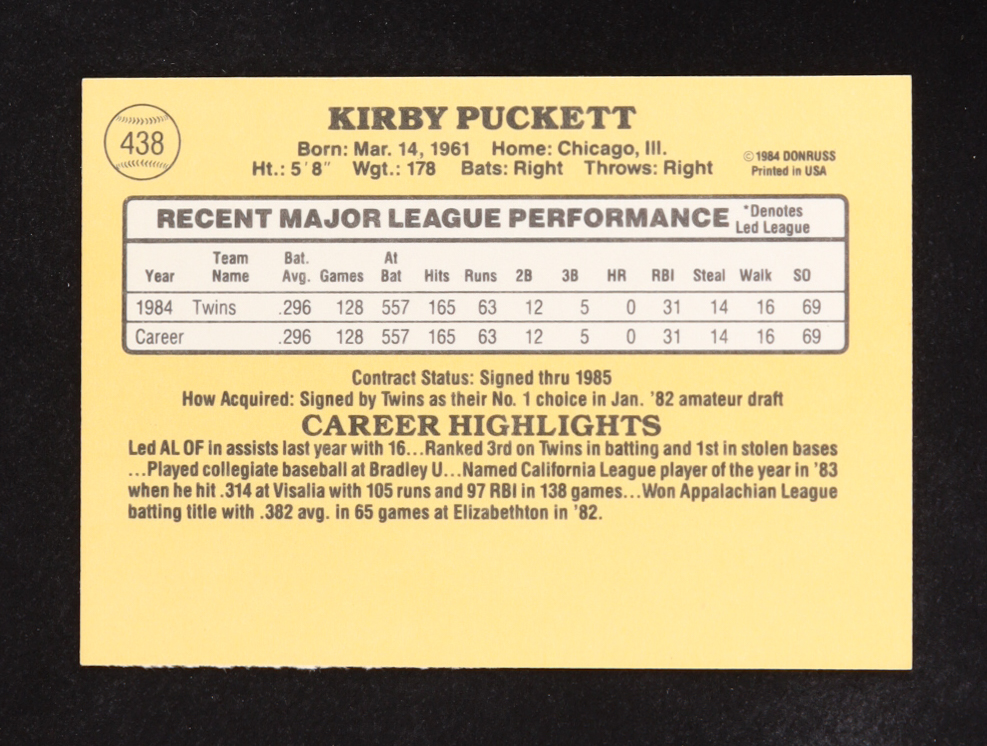 438
KIRBY PUCKETT
Born: Mar. 14, 1961 Home: Chicago, Ill.
Ht.: 5'8" Wgt.: 178 Bats: Right Throws: Right
©1984 DONRUSS
Printed in USA
RECENT MAJOR LEAGUE PERFORMANCE *Denotes Led League
Year Team Name Bat. Avg. Games At Bat Hits Runs 2B 3B HR RBI Steal Walk SO
1984 Twins .296 128 557 165 63 12 5 0 31 14 16 69
Career .296 128 557 165 63 12 5 0 31 14 16 69
Contract Status: Signed thru 1985
How Acquired: Signed by Twins as their No. 1 choice in Jan. '82 amateur draft
CAREER HIGHLIGHTS
Led AL OF in assists last year with 16...Ranked 3rd on Twins in batting and 1st in stolen bases
...Played collegiate baseball at Bradley U...Named California League player of the year in '83
when he hit .314 at Visalia with 105 runs and 97 RBI in 138 games...Won Appalachian League
batting title with .382 avg. in 65 games at Elizabethton in '82.